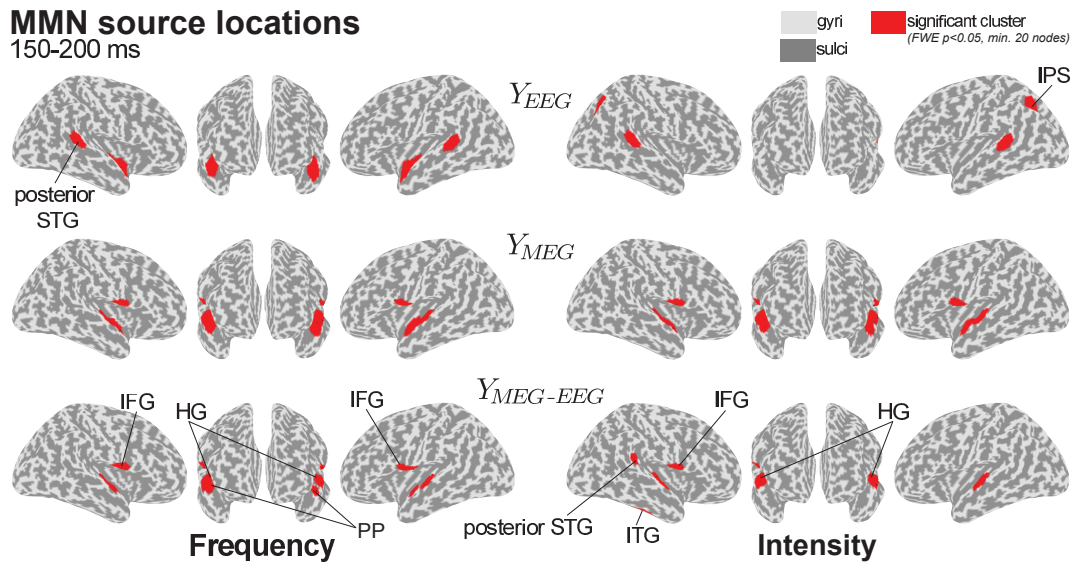 MMN source locations
150-200 ms
gyri
sulci
significant cluster
(FWE p<0.05, min. 20 nodes)
Y_EEG
IPS
posterior
STG
Y_MEG
Y_MEG-EEG
IFG
HG
IFG
IFG
HG
PP
posterior STG
ITG
Frequency
Intensity